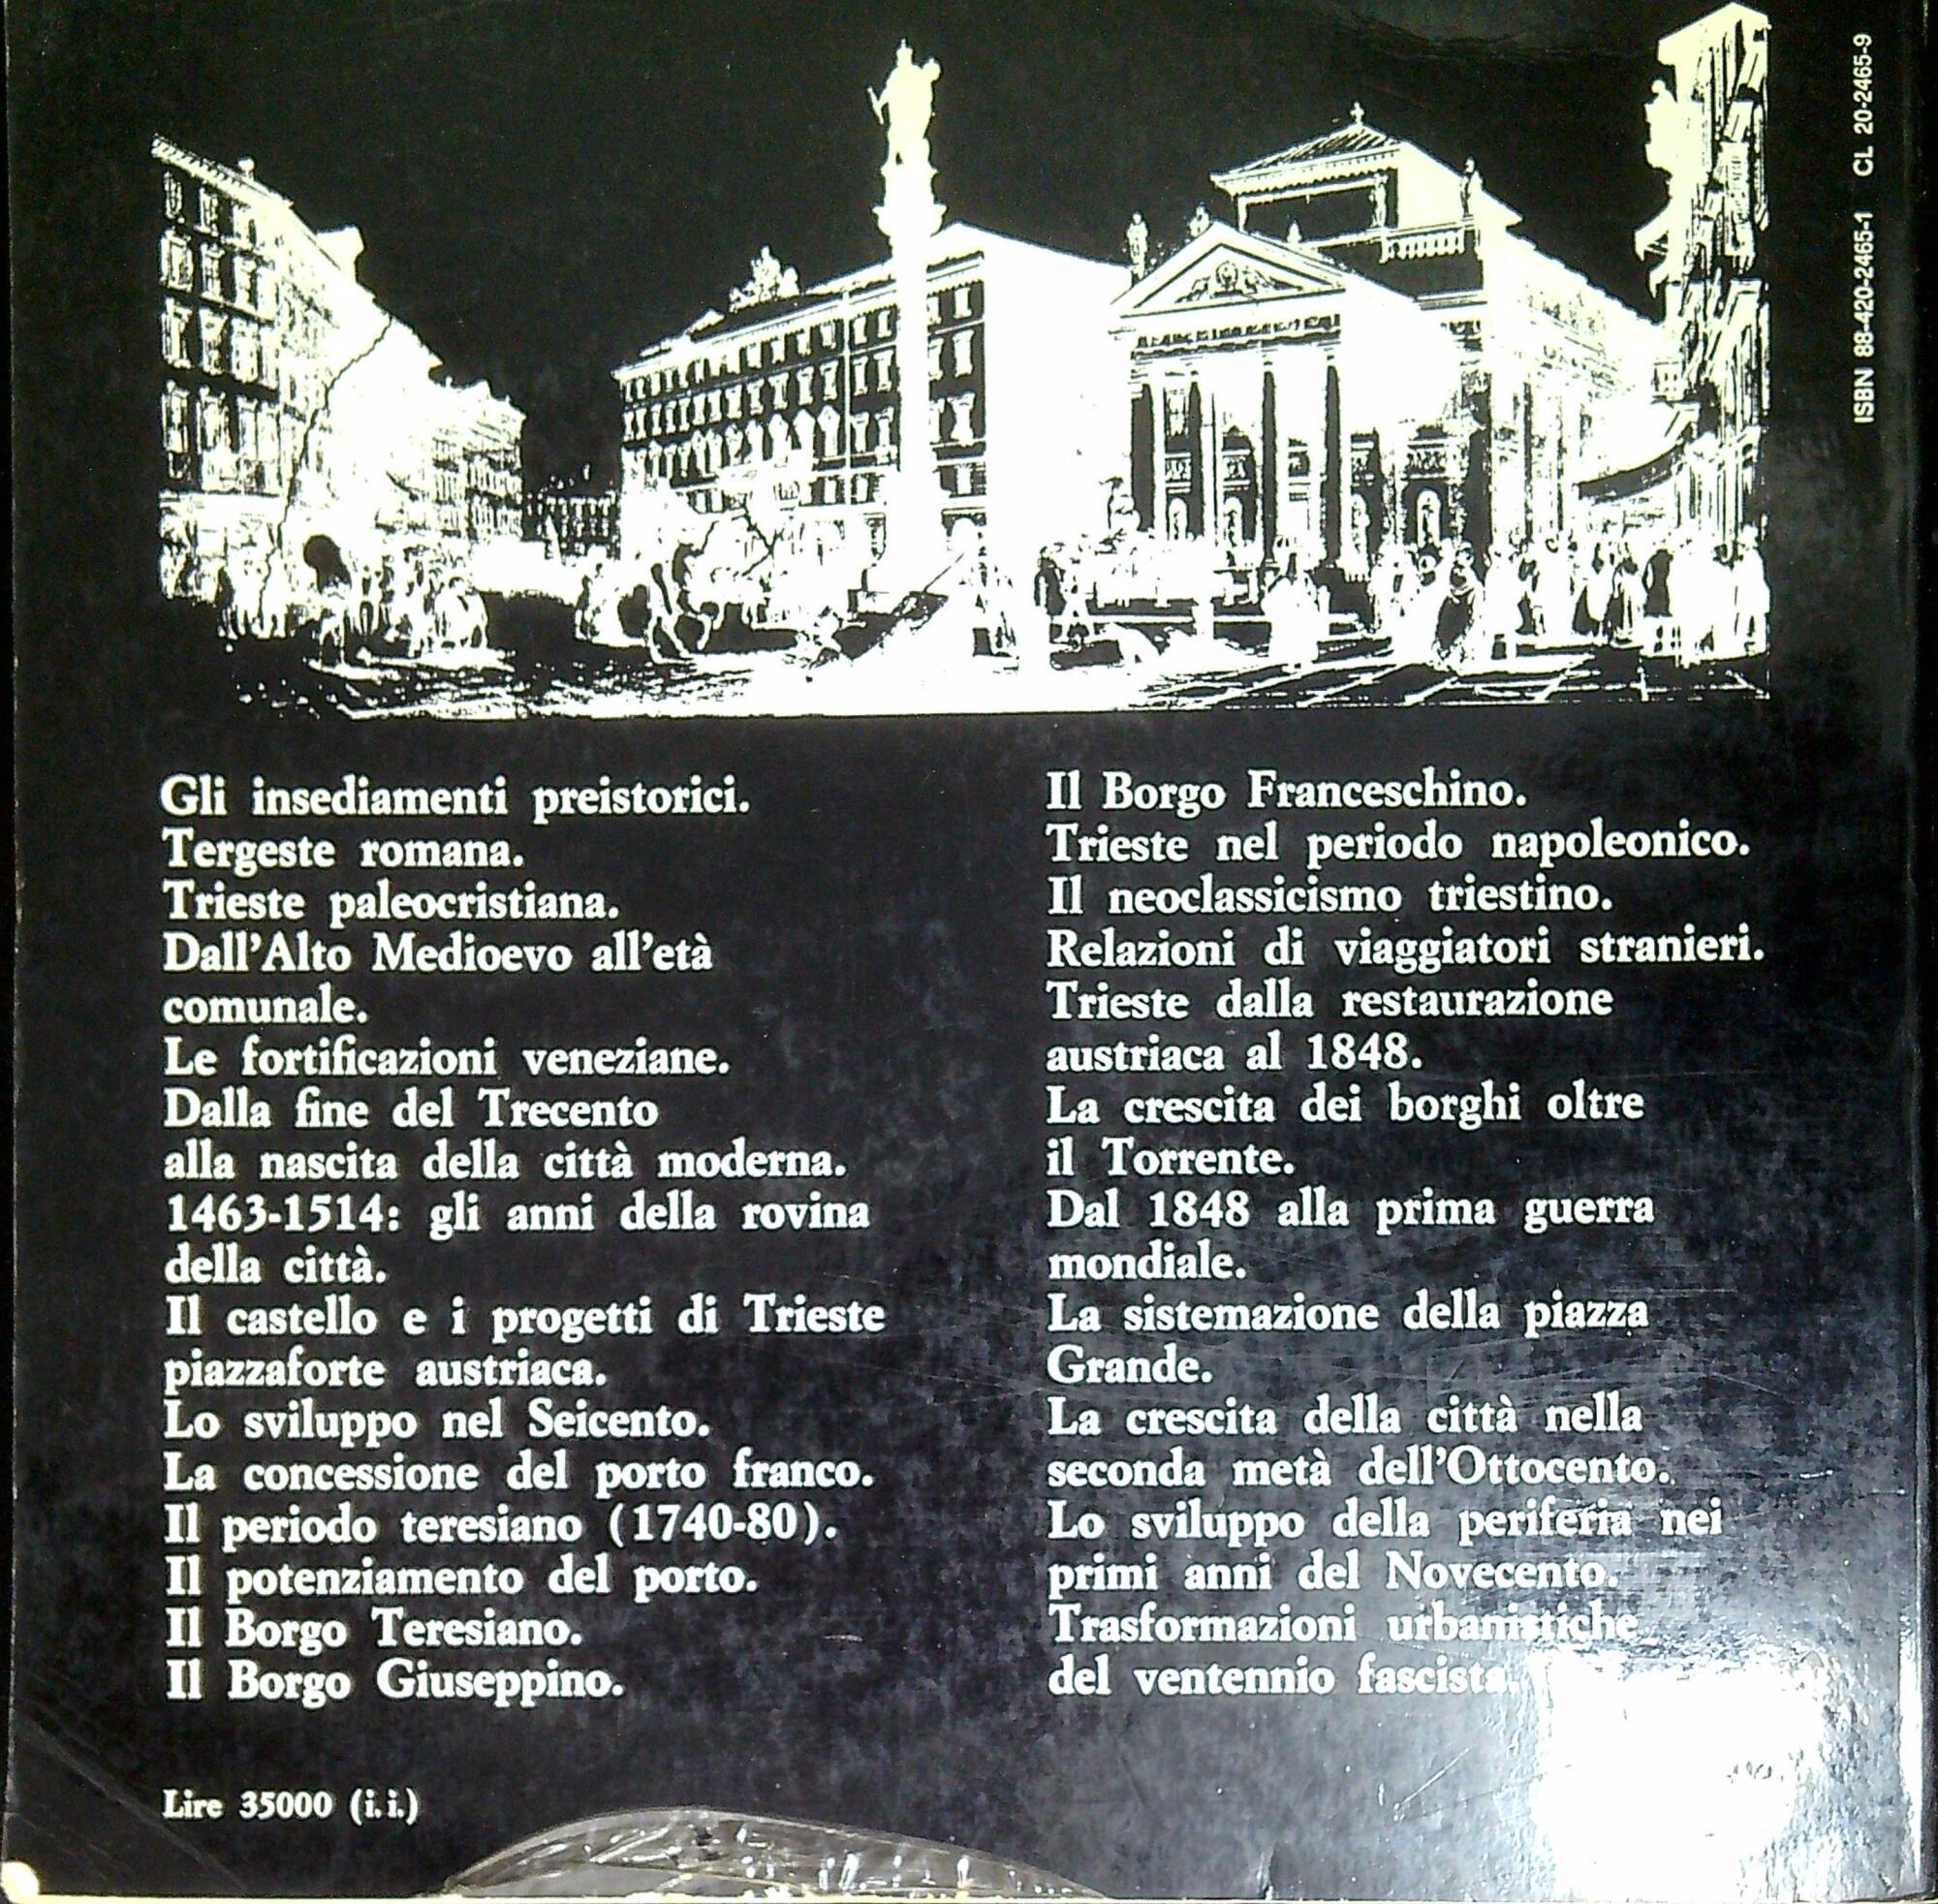 ISBN 88-420-2465-1 CL 20-2465-9
Gli insediamenti preistorici.
Tergeste romana.
Trieste paleocristiana.
Dall'Alto Medioevo all'età
comunale.
Le fortificazioni veneziane.
Dalla fine del Trecento
alla nascita della città moderna.
1463-1514: gli anni della rovina
della città.
Il castello e i progetti di Trieste
piazzaforte austriaca.
Lo sviluppo nel Seicento.
La concessione del porto franco.
Il periodo teresiano (1740-80).
Il potenziamento del porto.
Il Borgo Teresiano.
Il Borgo Giuseppino.
Il Borgo Franceschino.
Trieste nel periodo napoleonico.
Il neoclassicismo triestino.
Relazioni di viaggiatori stranieri.
Trieste dalla restaurazione
austriaca al 1848.
La crescita dei borghi oltre
il Torrente.
Dal 1848 alla prima guerra
mondiale.
La sistemazione della piazza
Grande.
La crescita della città nella
seconda metà dell'Ottocento.
Lo sviluppo della periferia nei
primi anni del Novecento.
Trasformazioni urbanistiche
del ventennio fascista.
Lire 35000 (i.i.)